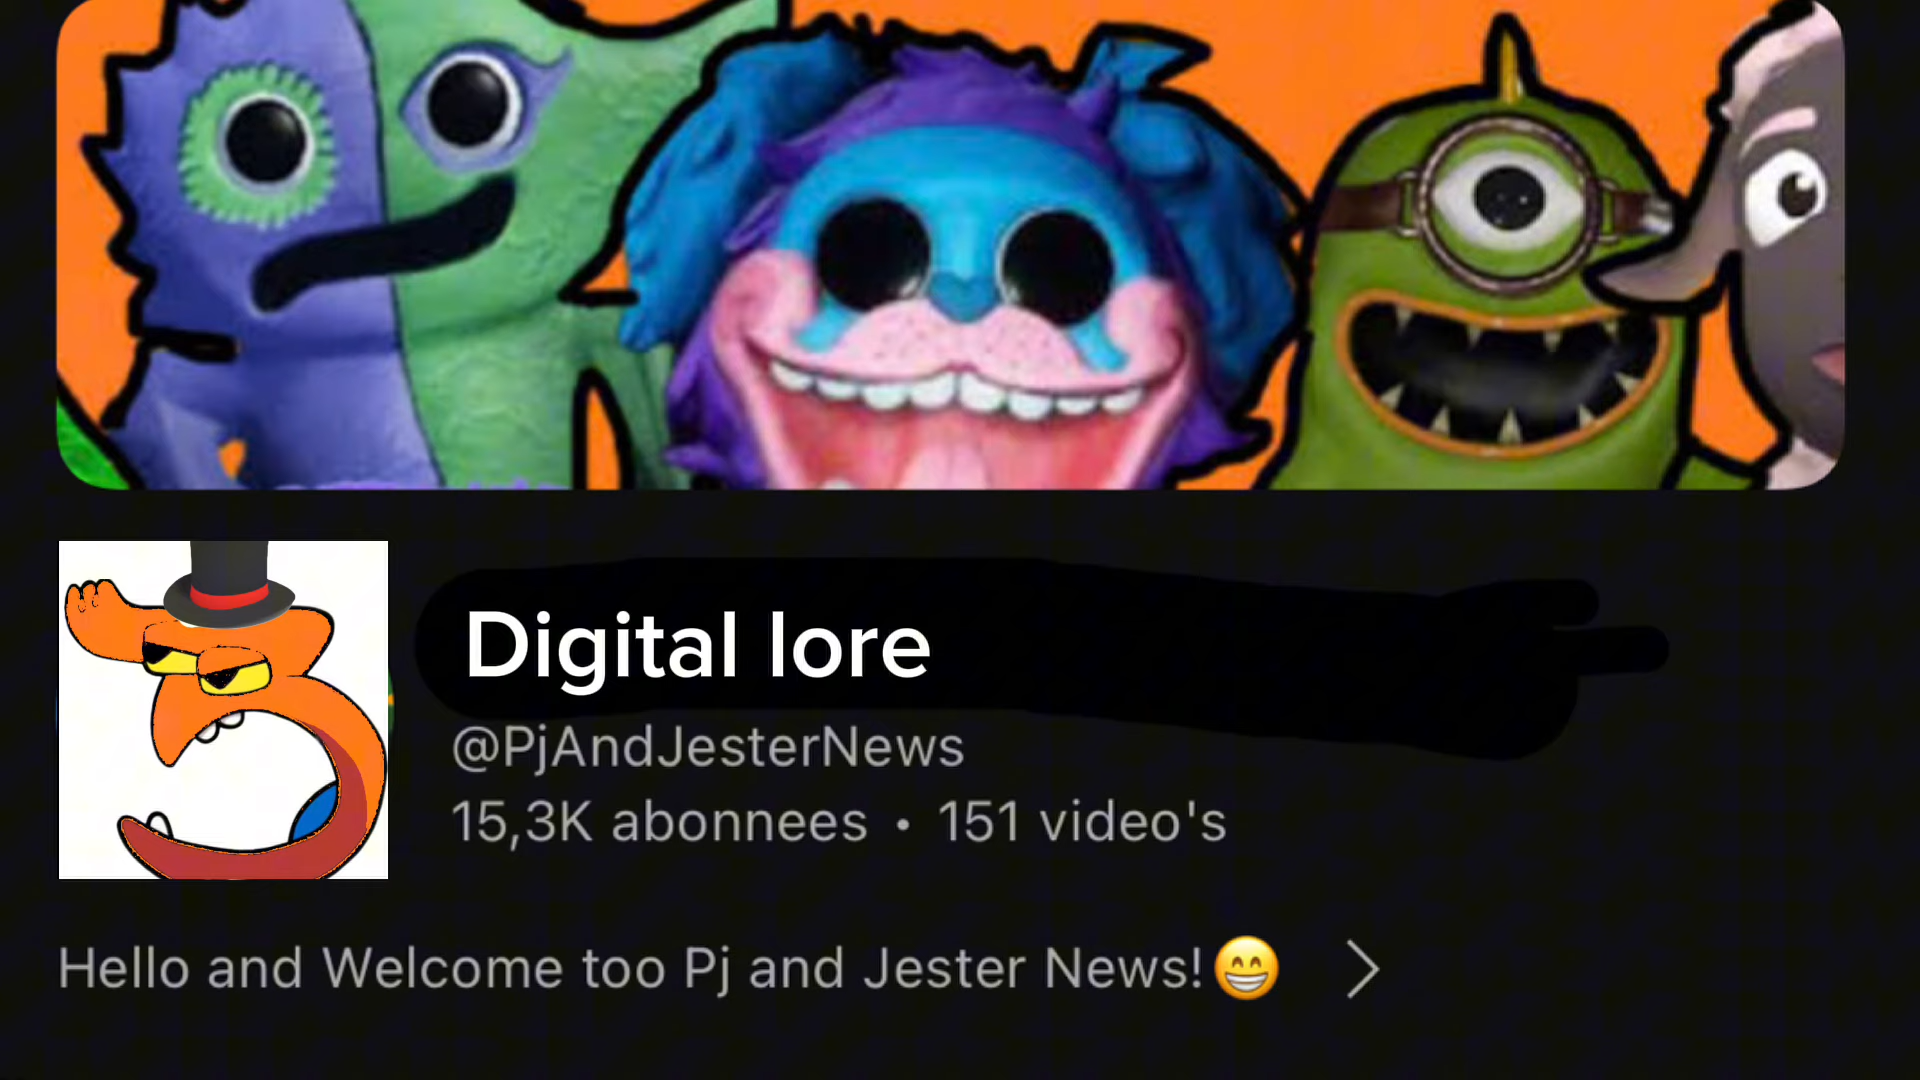 Digital lore
@PjAndJesterNews
15,3K abonnees • 151 video's
Hello and Welcome too Pj and Jester News!😁